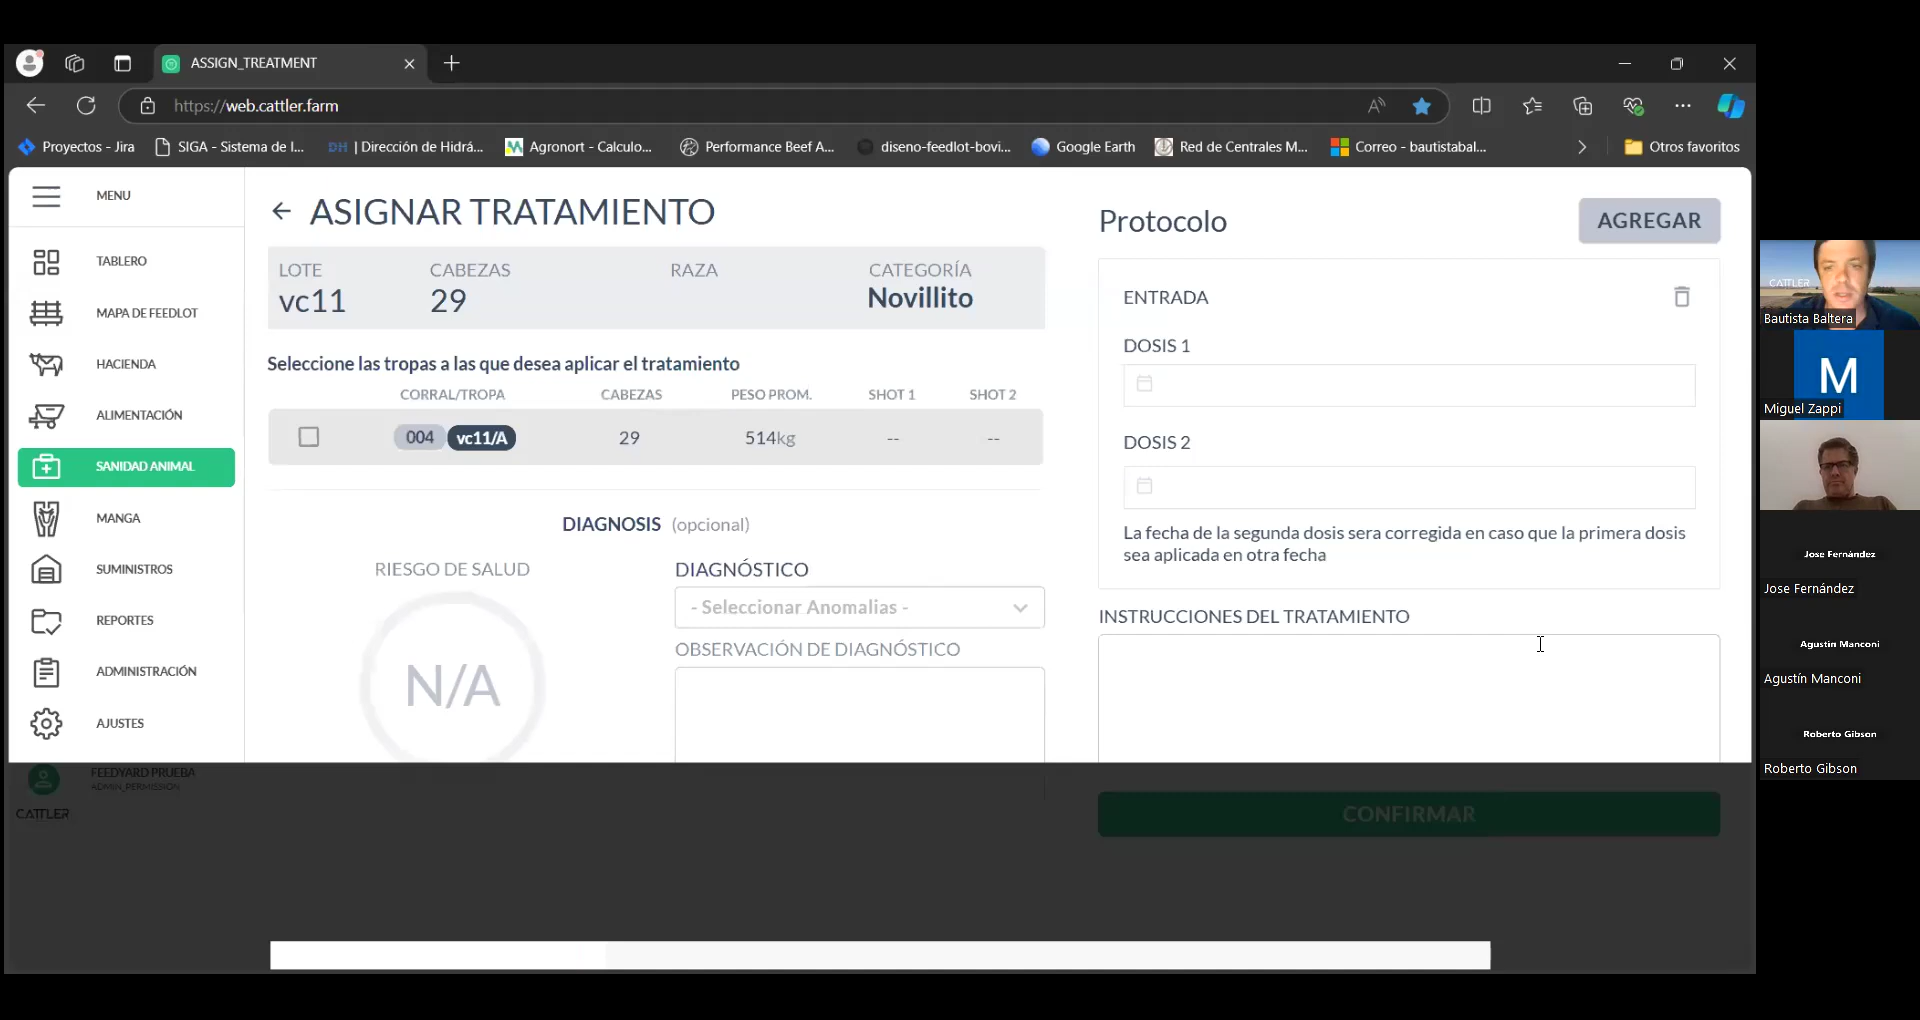 ASSIGN_TREATMENT
https://web.cattler.farm
Proyectos - Jira
SIGA - Sistema de l...
DH | Dirección de Hidrá...
Agronort - Calculo...
Performance Beef A...
diseno-feedlot-bovi...
Google Earth
Red de Centrales M...
Correo - bautistabal...
Otros favoritos
MENU
TABLERO
MAPA DE FEEDLOT
HACIENDA
ALIMENTACIÓN
SANIDAD ANIMAL
MANGA
SUMINISTROS
REPORTES
ADMINISTRACIÓN
AJUSTES
FEEDYARD PRUEBA
ADMIN_PERMISSION
CATTLER
ASIGNAR TRATAMIENTO
LOTE CABEZAS RAZA CATEGORÍA
vc11 29 Novillito
Seleccione las tropas a las que desea aplicar el tratamiento
CORRAL/TROPA CABEZAS PESO PROM. SHOT 1 SHOT 2
004 vc11/A 29 514kg -- --
DIAGNOSIS (opcional)
RIESGO DE SALUD
N/A
DIAGNÓSTICO
- Seleccionar Anomalias -
OBSERVACIÓN DE DIAGNÓSTICO
Protocolo
AGREGAR
ENTRADA
DOSIS 1
DOSIS 2
La fecha de la segunda dosis sera corregida en caso que la primera dosis
sea aplicada en otra fecha
INSTRUCCIONES DEL TRATAMIENTO
CONFIRMAR
CATTLER
Bautista Baltera
M
Miguel Zappi
Jose Fernández
Jose Fernández
Agustín Manconi
Agustín Manconi
Roberto Gibson
Roberto Gibson